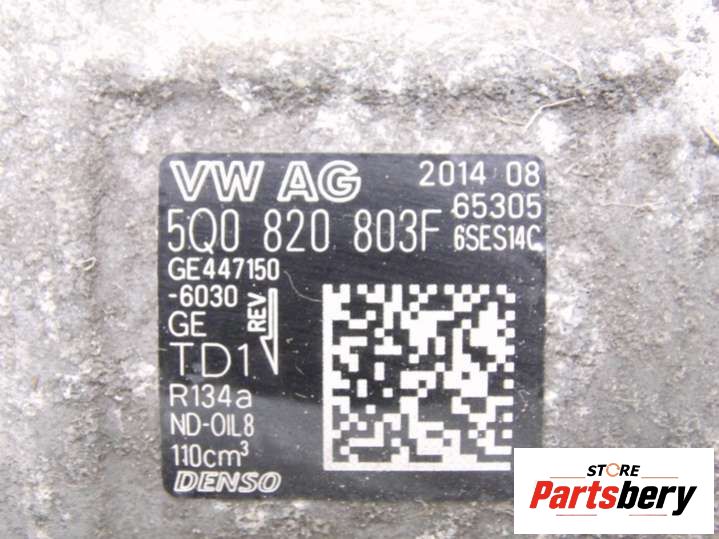 VW AG 2014 08
65305
5Q0 820 803F 6SES14C
GE447150
-6030
GE REV
TD1
R134a
ND-OIL8
110cm³
DENSO
STORE
Partsbery